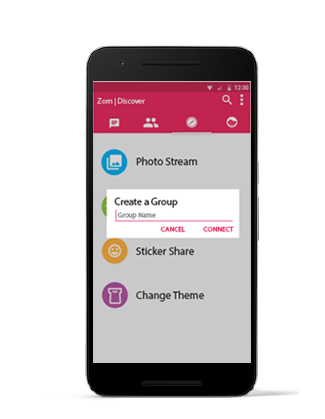 12:30
Zom | Discover
Photo Stream
Create a Group
Group Name
CANCEL CONNECT
Sticker Share
Change Theme